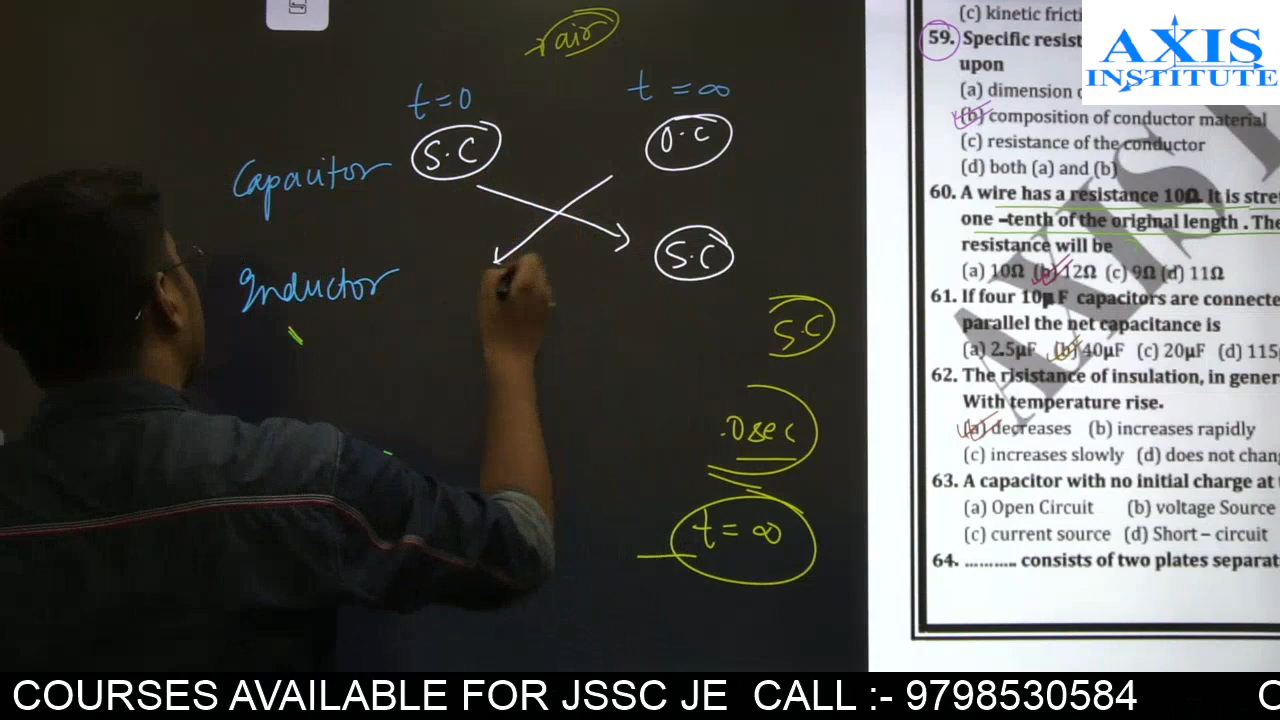 air
t=0
t = ∞
S.C
O.C
Capacitor
S.C
Inductor
S.C
.0sec
t = ∞
AXIS
INSTITUTE
(c) kinetic fricti
59. Specific resist
upon
(a) dimension
(b) composition of conductor material
(c) resistance of the conductor
(d) both (a) and (b)
60. A wire has a resistance 10Ω. It is stre
one –tenth of the original length . The
resistance will be
(a) 10Ω (b) 12Ω (c) 9Ω (d) 11Ω
61. If four 10μF capacitors are connecte
parallel the net capacitance is
(a) 2.5μF (b) 40μF (c) 20μF (d) 115
62. The risistance of insulation, in gener
With temperature rise.
(a) decreases (b) increases rapidly
(c) increases slowly (d) does not chan
63. A capacitor with no initial charge at
(a) Open Circuit (b) voltage Source
(c) current source (d) Short – circuit
64. ........... consists of two plates separat
COURSES AVAILABLE FOR JSSC JE CALL :- 9798530584